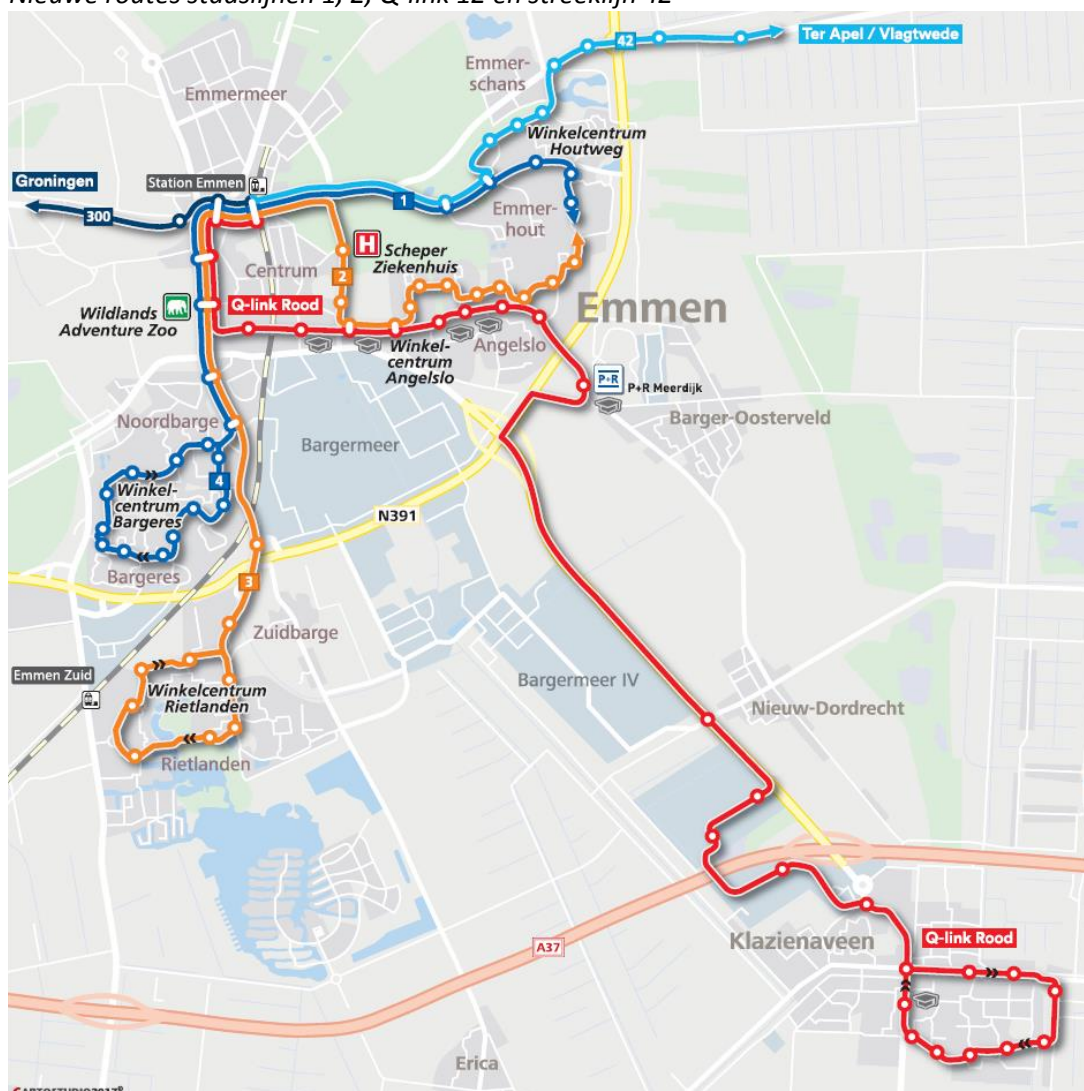 Nieuwe routes stadslijnen 1, 2, Q-link 12 en streeklijn 42
42
Ter Apel / Vlagtwede
Emmer-
schans
Emmermeer
Winkelcentrum
Houtweg
Groningen
Station Emmen
300
1
Emmer-
hout
H
Scheper
Ziekenhuis
Centrum
2
Wildlands
Adventure Zoo
Q-link Rood
Emmen
Winkel-
centrum
Angelslo
Angelslo
P+R
P+R Meerdijk
Noordbarge
Bargermeer
Barger-Oosterveld
4
Winkel-
centrum
Bargeres
N391
Bargeres
3
Zuidbarge
Emmen Zuid
Winkelcentrum
Rietlanden
Bargermeer IV
Nieuw-Dordrecht
Rietlanden
Klazienaveen
Q-link Rood
A37
Erica